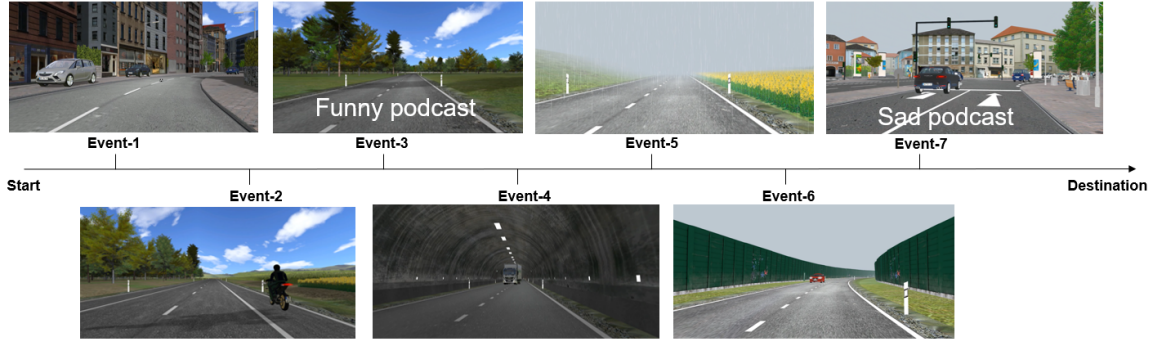 Funny podcast
Sad podcast
Event-1
Event-3
Event-5
Event-7
Start
Event-2
Event-4
Event-6
Destination